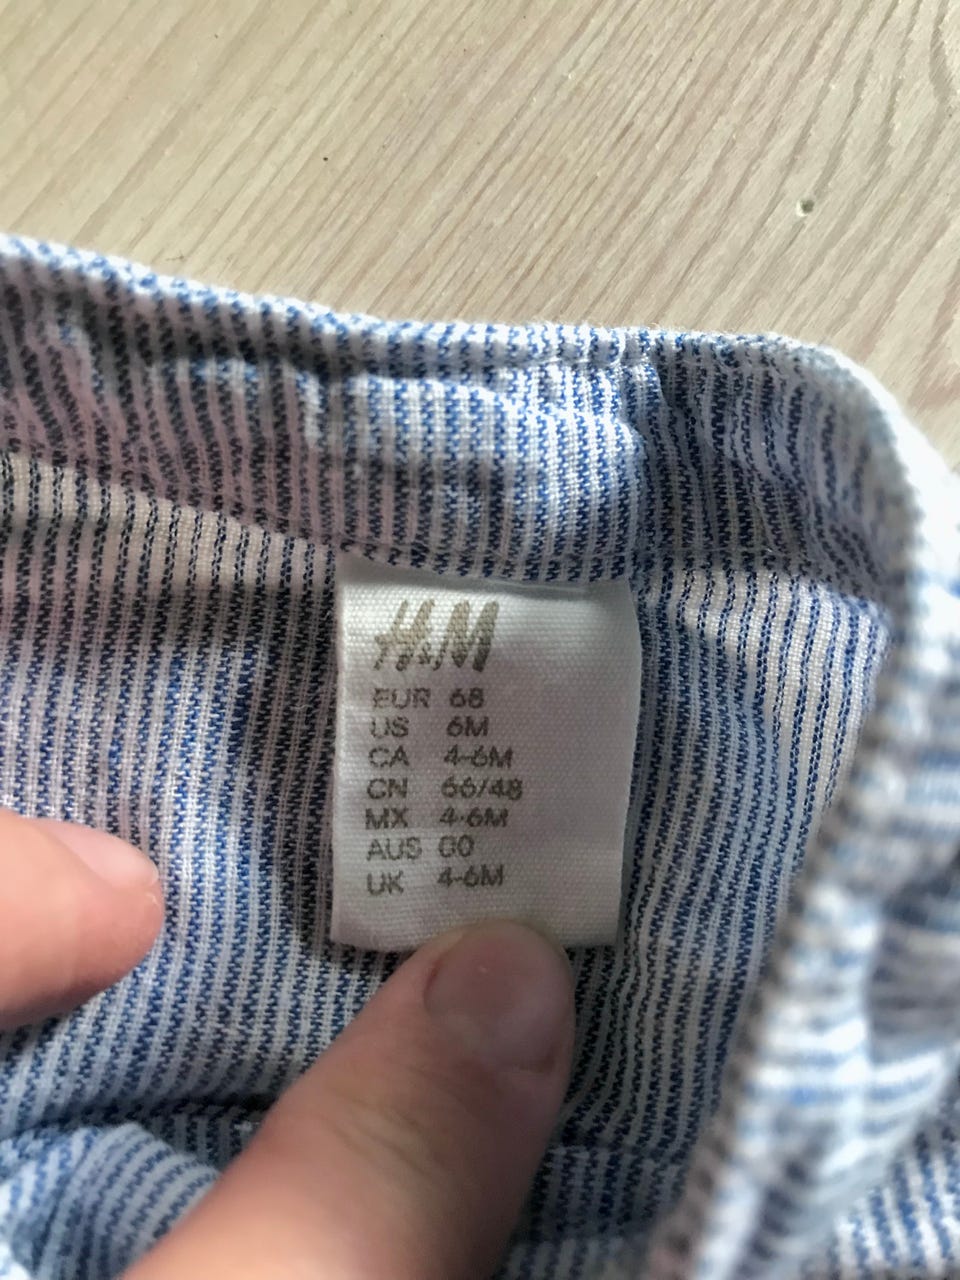 H&M
EUR 68
US 6M
CA 4-6M
CN 66/48
MX 4-6M
AUS 00
UK 4-6M